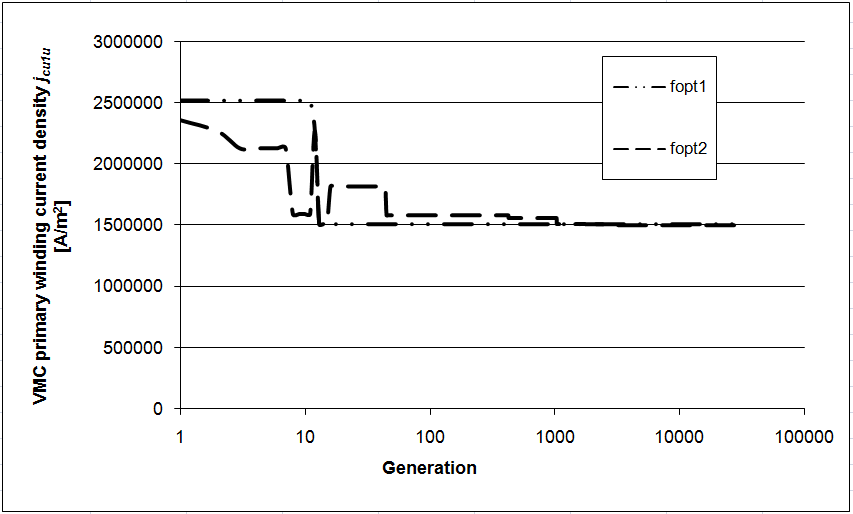 VMC primary winding current density jcu1u
[A/m²]
3000000
2500000
2000000
1500000
1000000
500000
0
1 10 100 1000 10000 100000
Generation
fopt1
fopt2